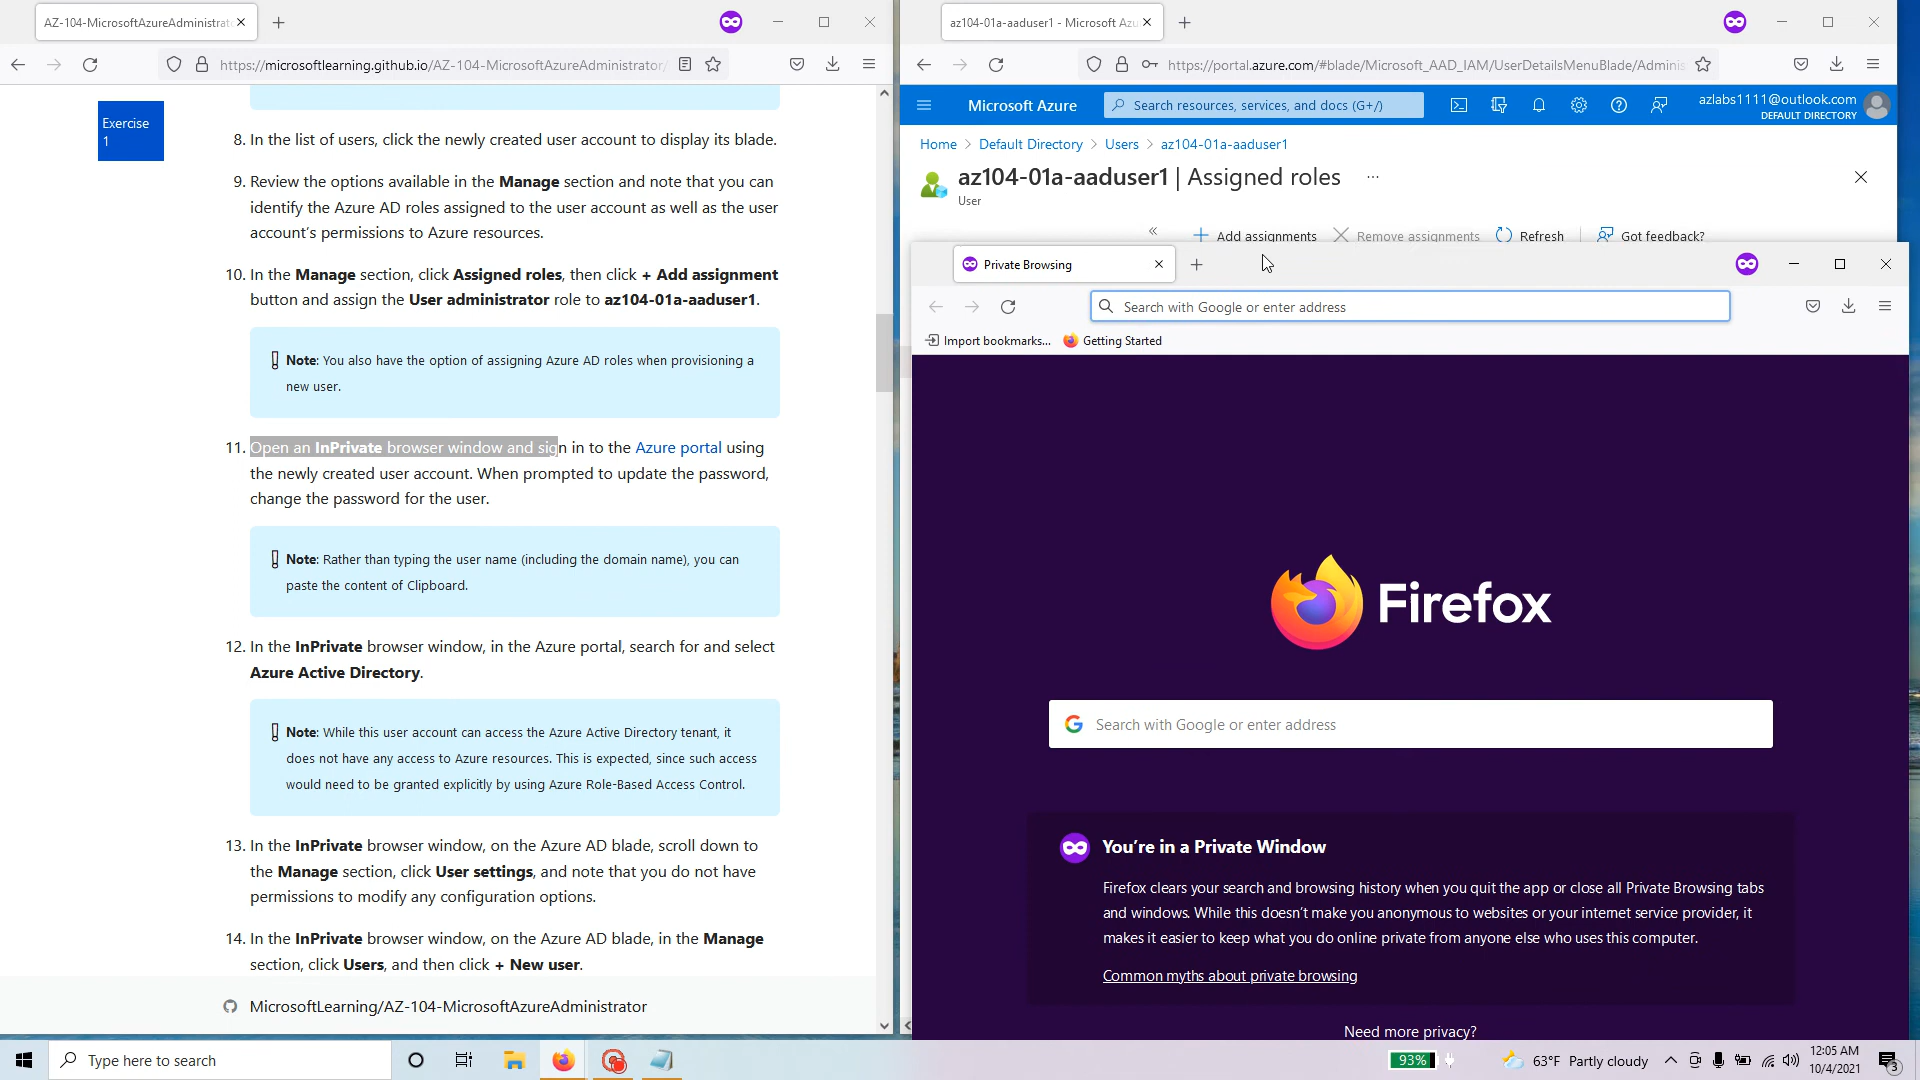 AZ-104-MicrosoftAzureAdministrato
https://microsoftlearning.github.io/AZ-104-MicrosoftAzureAdministrator/
Exercise
1
8. In the list of users, click the newly created user account to display its blade.
9. Review the options available in the Manage section and note that you can
identify the Azure AD roles assigned to the user account as well as the user
account's permissions to Azure resources.
10. In the Manage section, click Assigned roles, then click + Add assignment
button and assign the User administrator role to az104-01a-aaduser1.
Note: You also have the option of assigning Azure AD roles when provisioning a
new user.
11. Open an InPrivate browser window and sign in to the Azure portal using
the newly created user account. When prompted to update the password,
change the password for the user.
Note: Rather than typing the user name (including the domain name), you can
paste the content of Clipboard.
12. In the InPrivate browser window, in the Azure portal, search for and select
Azure Active Directory.
Note: While this user account can access the Azure Active Directory tenant, it
does not have any access to Azure resources. This is expected, since such access
would need to be granted explicitly by using Azure Role-Based Access Control.
13. In the InPrivate browser window, on the Azure AD blade, scroll down to
the Manage section, click User settings, and note that you do not have
permissions to modify any configuration options.
14. In the InPrivate browser window, on the Azure AD blade, in the Manage
section, click Users, and then click + New user.
MicrosoftLearning/AZ-104-MicrosoftAzureAdministrator
az104-01a-aaduser1 - Microsoft Azu
https://portal.azure.com/#blade/Microsoft_AAD_IAM/UserDetailsMenuBlade/Adminis
Microsoft Azure
Search resources, services, and docs (G+/)
azlabs1111@outlook.com
DEFAULT DIRECTORY
Home > Default Directory > Users > az104-01a-aaduser1
az104-01a-aaduser1 | Assigned roles ...
User
« + Add assignments Remove assignments Refresh Got feedback?
Private Browsing
Search with Google or enter address
Import bookmarks... Getting Started
Firefox
Search with Google or enter address
You're in a Private Window
Firefox clears your search and browsing history when you quit the app or close all Private Browsing tabs
and windows. While this doesn't make you anonymous to websites or your internet service provider, it
makes it easier to keep what you do online private from anyone else who uses this computer.
Common myths about private browsing
Need more privacy?
Type here to search
93%
63°F Partly cloudy
12:05 AM
10/4/2021
3